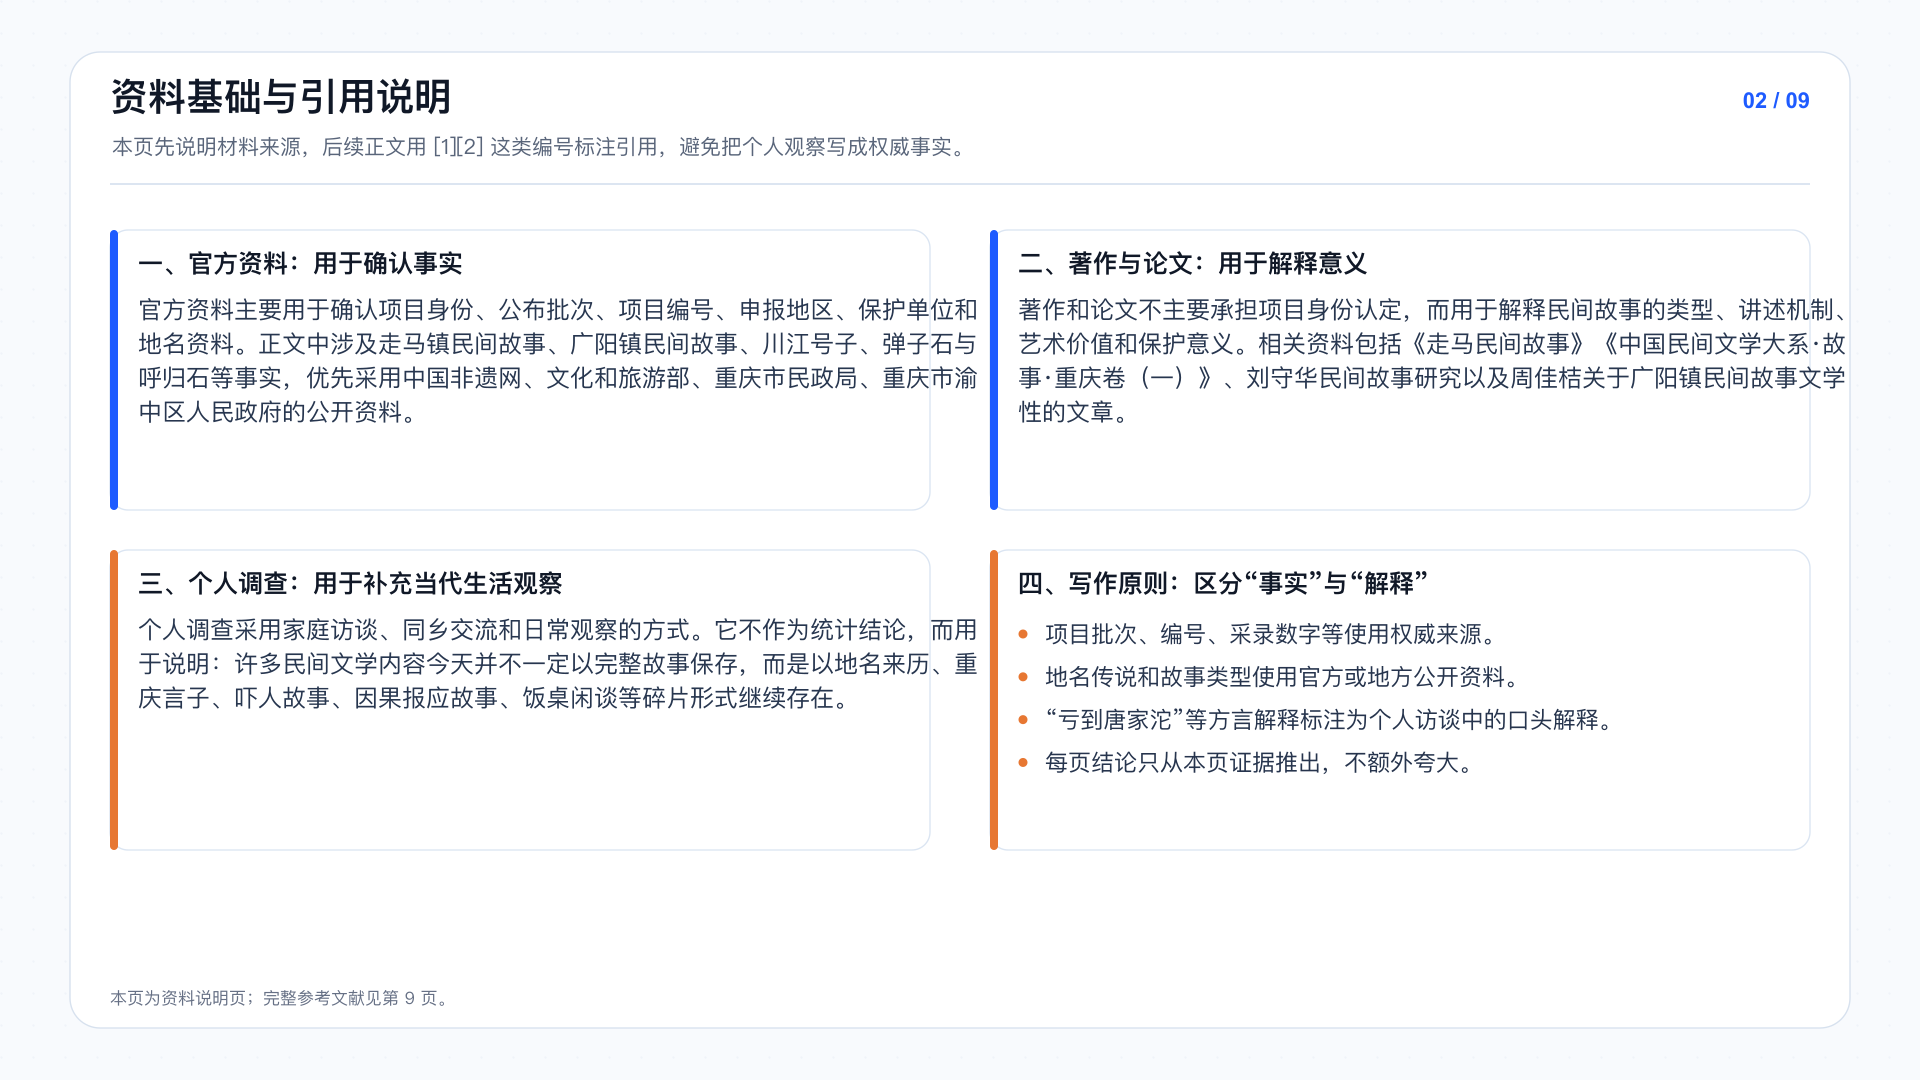 资料基础与引用说明
02 / 09
本页先说明材料来源，后续正文用 [1][2] 这类编号标注引用，避免把个人观察写成权威事实。
一、官方资料：用于确认事实
官方资料主要用于确认项目身份、公布批次、项目编号、申报地区、保护单位和
地名资料。正文中涉及走马镇民间故事、广阳镇民间故事、川江号子、弹子石与
呼归石等事实，优先采用中国非遗网、文化和旅游部、重庆市民政局、重庆市渝
中区人民政府的公开资料。
二、著作与论文：用于解释意义
著作和论文不主要承担项目身份认定，而用于解释民间故事的类型、讲述机制、
艺术价值和保护意义。相关资料包括《走马民间故事》《中国民间文学大系·故
事·重庆卷（一）》、刘守华民间故事研究以及周佳桔关于广阳镇民间故事文学
性的文章。
三、个人调查：用于补充当代生活观察
个人调查采用家庭访谈、同乡交流和日常观察的方式。它不作为统计结论，而用
于说明：许多民间文学内容今天并不一定以完整故事保存，而是以地名来历、重
庆言子、吓人故事、因果报应故事、饭桌闲谈等碎片形式继续存在。
四、写作原则：区分“事实”与“解释”
项目批次、编号、采录数字等使用权威来源。
地名传说和故事类型使用官方或地方公开资料。
“亏到唐家沱”等方言解释标注为个人访谈中的口头解释。
每页结论只从本页证据推出，不额外夸大。
本页为资料说明页；完整参考文献见第 9 页。